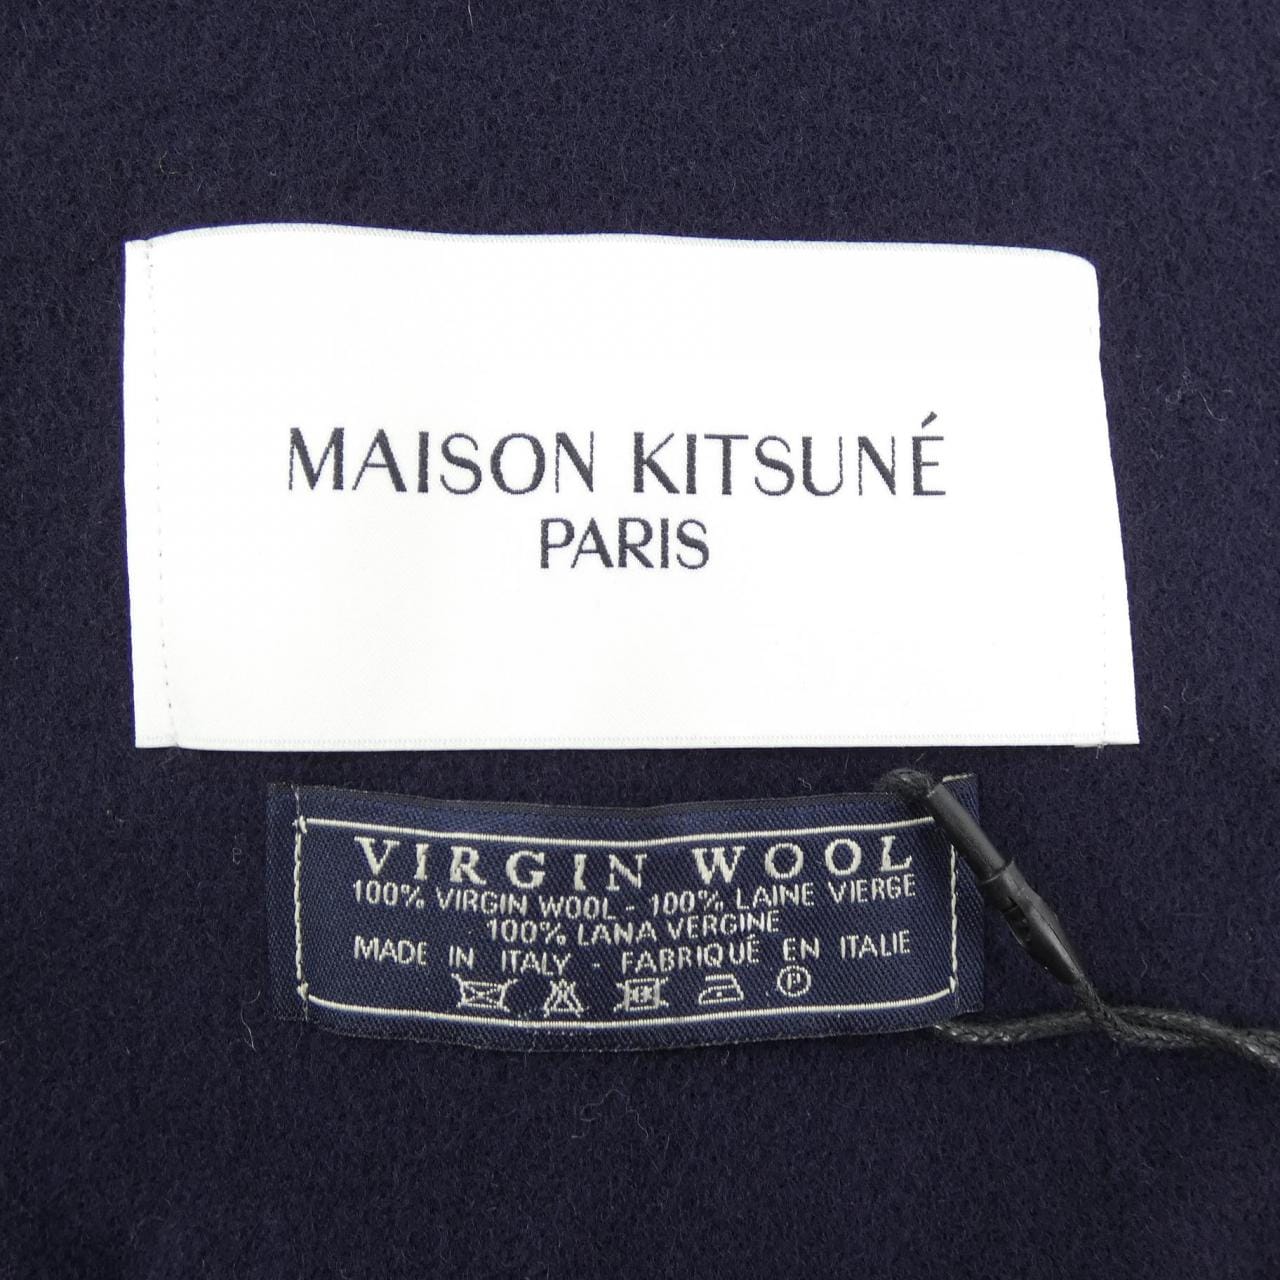 MAISON KITSUNÉ
PARIS
VIRGIN WOOL
100% VIRGIN WOOL - 100% LAINE VIERGE
100% LANA VERGINE
MADE IN ITALY - FABRIQUÉ EN ITALIE
P